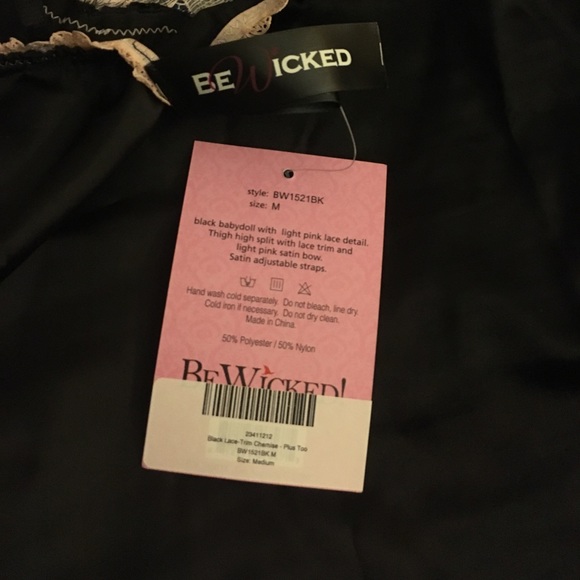 BEWICKED
style: BW1521BK
size: M
black babydoll with light pink lace detail.
Thigh high split with lace trim and
light pink satin bow.
Satin adjustable straps.
Hand wash cold separately. Do not bleach, line dry.
Cold Iron if necessary. Do not dry clean.
Made in China.
50% Polyester / 50% Nylon
BEWICKED!
23411212
Black Lace-Trim Chemise - Plus Too
BW1521BK.M
Size: Medium